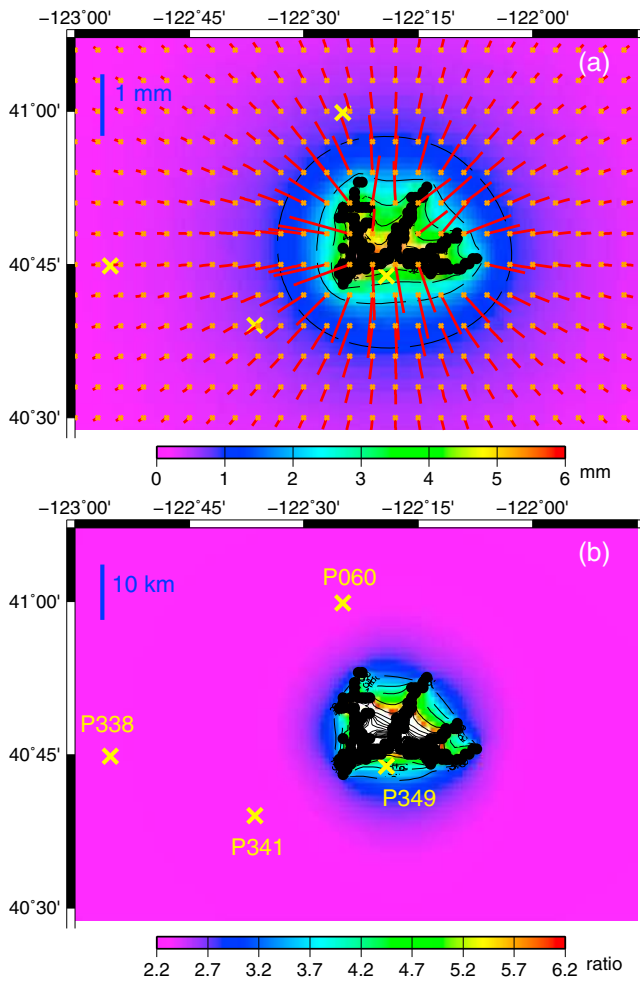 −123°00' −122°45' −122°30' −122°15' −122°00'
(a)
1 mm
41°00'
40°45'
40°30'
0 1 2 3 4 5 6 mm
−123°00' −122°45' −122°30' −122°15' −122°00'
(b)
10 km
P060
41°00'
P338
40°45'
P349
P341
40°30'
2.2 2.7 3.2 3.7 4.2 4.7 5.2 5.7 6.2 ratio